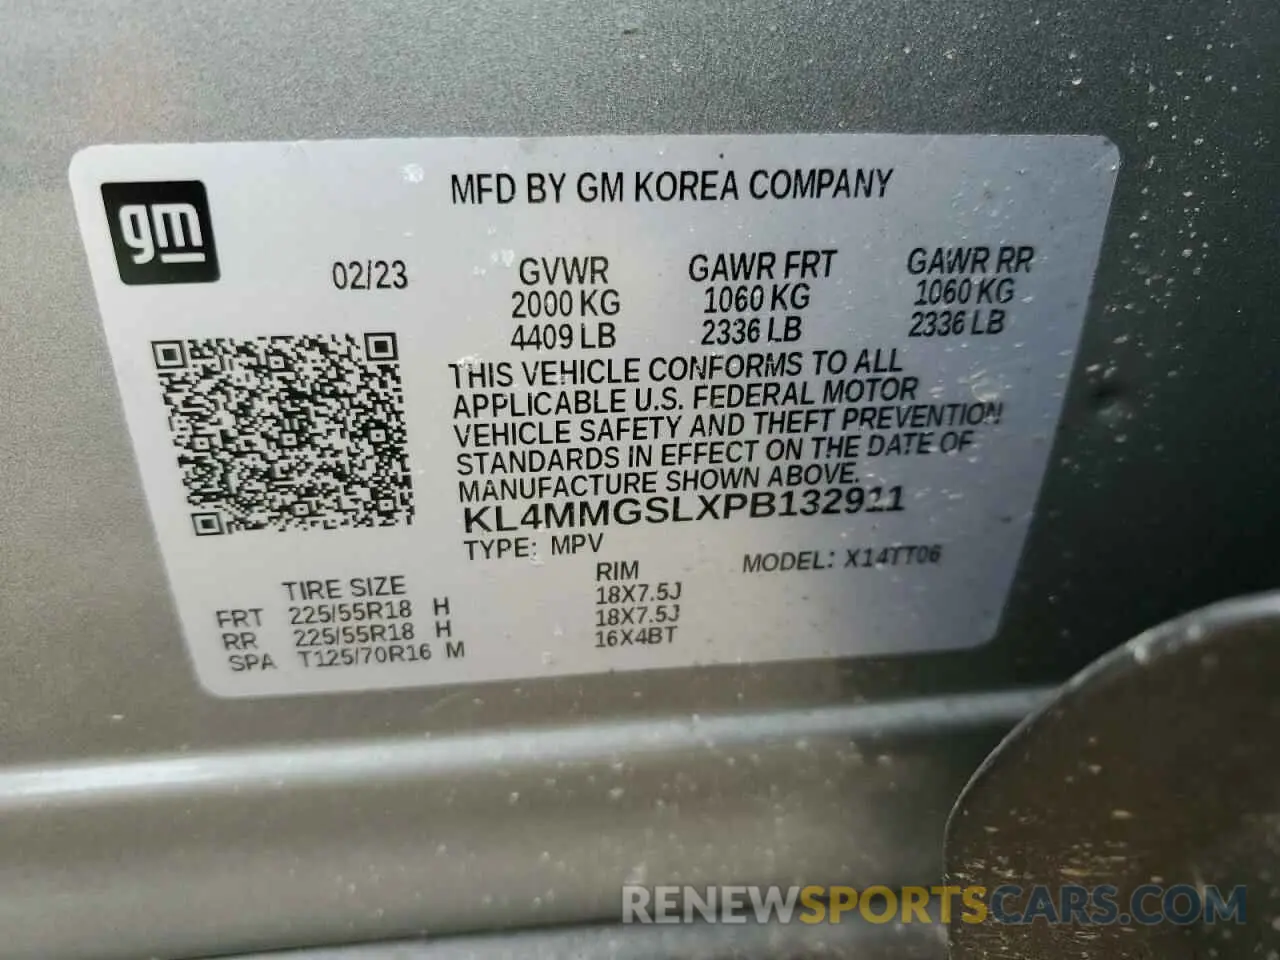 gm
MFD BY GM KOREA COMPANY
02/23
GVWR GAWR FRT GAWR RR
2000 KG 1060 KG 1060 KG
4409 LB 2336 LB 2336 LB
THIS VEHICLE CONFORMS TO ALL
APPLICABLE U.S. FEDERAL MOTOR
VEHICLE SAFETY AND THEFT PREVENTION
STANDARDS IN EFFECT ON THE DATE OF
MANUFACTURE SHOWN ABOVE.
KL4MMGSLXPB132911
TYPE: MPV MODEL: X14TT06
TIRE SIZE RIM
FRT 225/55R18 H 18X7.5J
RR 225/55R18 H 18X7.5J
SPA T125/70R16 M 16X4BT
RENEWSPORTSCARS.COM